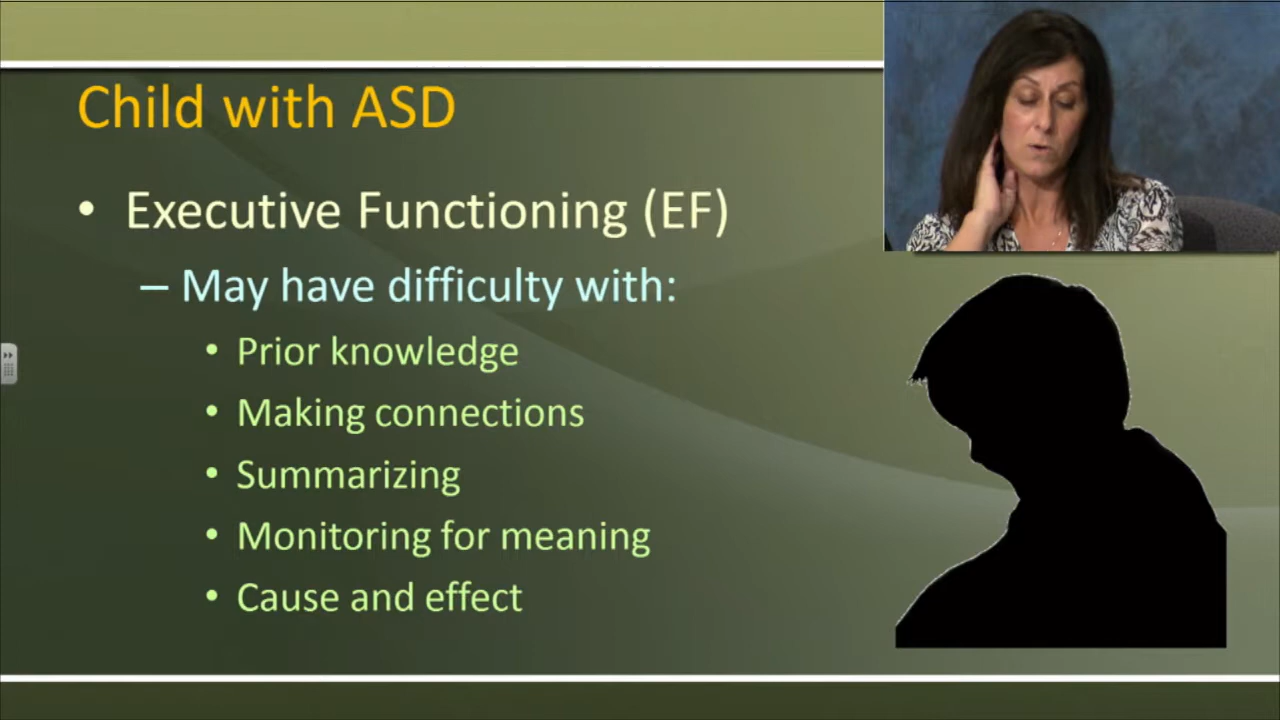 Child with ASD
• Executive Functioning (EF)
– May have difficulty with:
• Prior knowledge
• Making connections
• Summarizing
• Monitoring for meaning
• Cause and effect